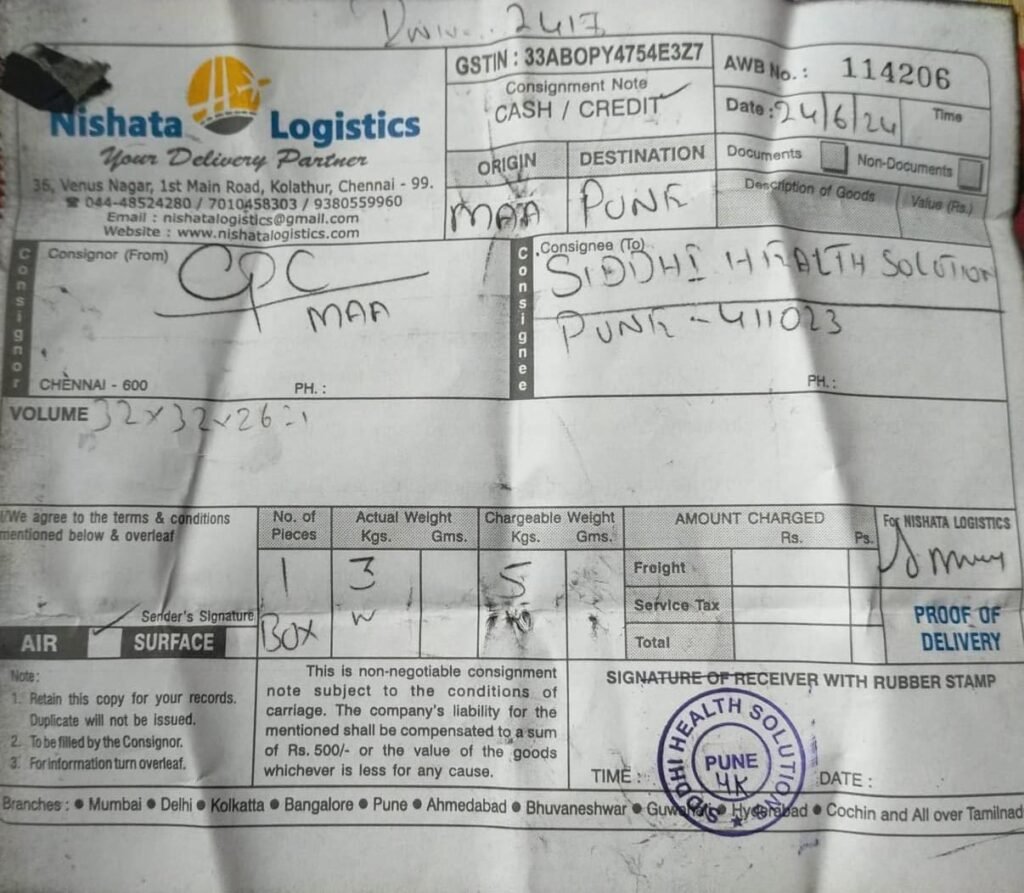 2417
GSTIN : 33ABOPY4754E3Z7
Consignment Note
CASH / CREDIT
AWB No. : 114206
Date : 24/6/24 Time
Documents Non-Documents
Description of Goods Value (Rs.)
Nishata Logistics
Your Delivery Partner
36, Venus Nagar, 1st Main Road, Kolathur, Chennai - 99.
☎ 044-48524280 / 7010458303 / 9380559960
Email : nishatalogistics@gmail.com
Website : www.nishatalogistics.com
ORIGIN DESTINATION
MAA PUNE
Consignor
Consignor (From) CPC
MAA
CHENNAI - 600 PH. :
Consignee
Consignee (To)
SIDDHI HEALTH SOLUTION
PUNE - 411023
PH. :
VOLUME 32x32x26=1
I/We agree to the terms & conditions
mentioned below & overleaf
Sender's Signature
AIR SURFACE
No. of Pieces
1
BOX
Actual Weight
Kgs. Gms.
3
Chargeable Weight
Kgs. Gms.
5
AMOUNT CHARGED
Rs. Ps.
Freight
Service Tax
Total
For NISHATA LOGISTICS
PROOF OF
DELIVERY
Note :
1. Retain this copy for your records.
Duplicate will not be issued.
2. To be filled by the Consignor.
3. For information turn overleaf.
This is non-negotiable consignment
note subject to the conditions of
carriage. The company's liability for the
mentioned shall be compensated to a sum
of Rs. 500/- or the value of the goods
whichever is less for any cause.
SIGNATURE OF RECEIVER WITH RUBBER STAMP
SIDDHI HEALTH SOLUTIONS
PUNE
4K
TIME : DATE :
Branches : ● Mumbai ● Delhi ● Kolkatta ● Bangalore ● Pune ● Ahmedabad ● Bhuvaneshwar ● Guwahati ● Hyderabad ● Cochin and All over Tamilnad